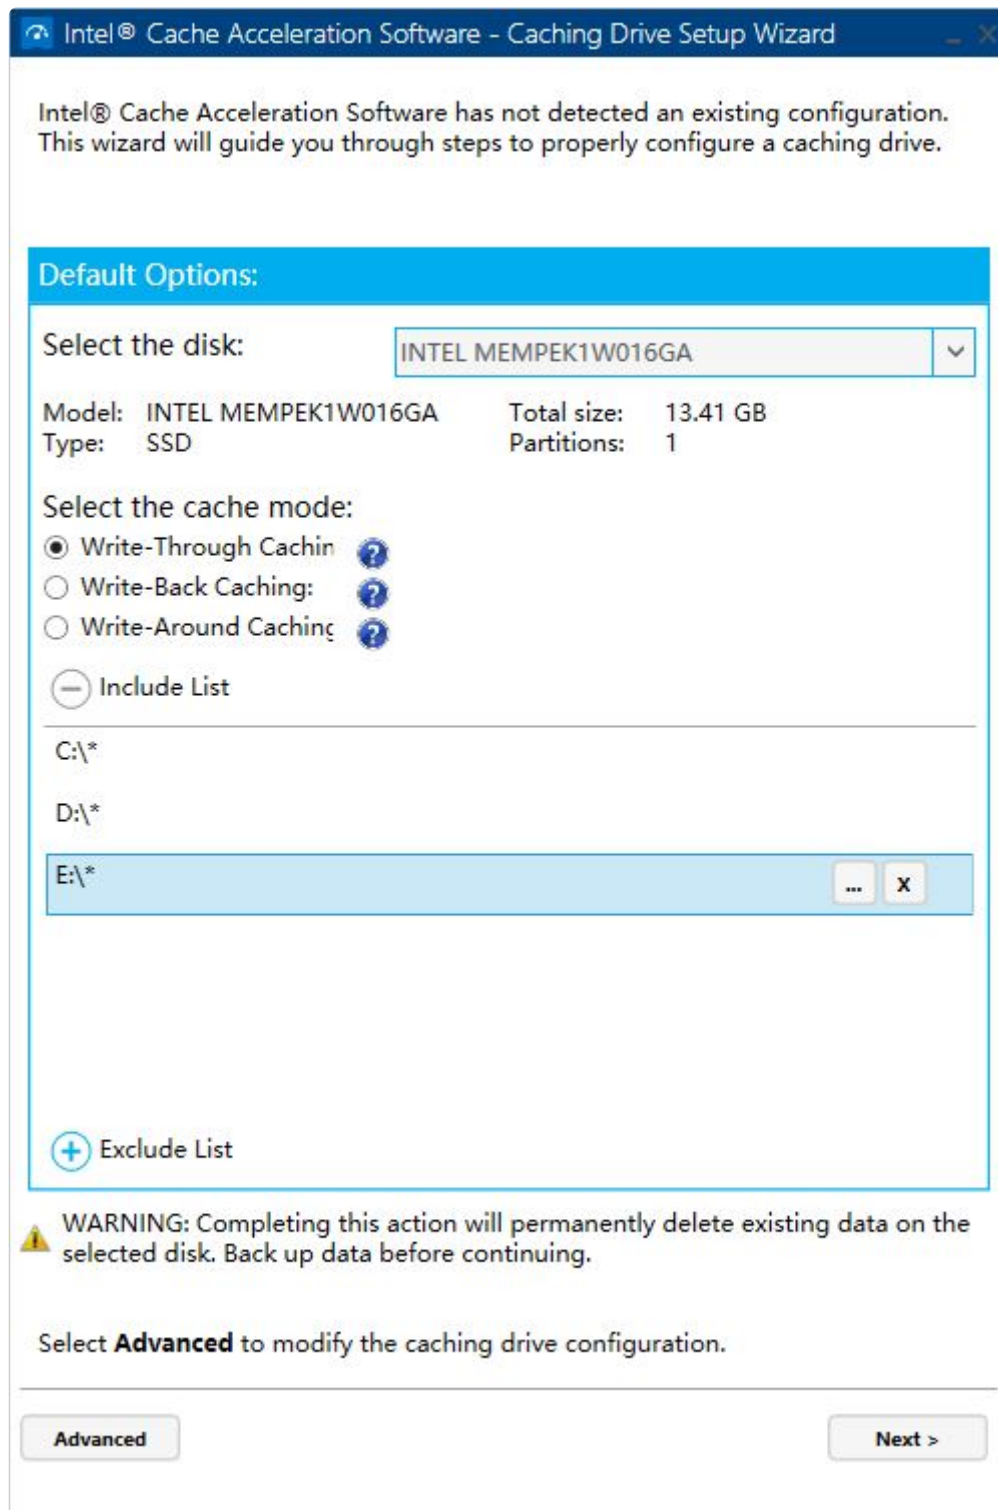 Intel® Cache Acceleration Software - Caching Drive Setup Wizard
Intel® Cache Acceleration Software has not detected an existing configuration.
This wizard will guide you through steps to properly configure a caching drive.
Default Options:
Select the disk: INTEL MEMPEK1W016GA
Model: INTEL MEMPEK1W016GA Total size: 13.41 GB
Type: SSD Partitions: 1
Select the cache mode:
Write-Through Cachin
Write-Back Caching:
Write-Around Caching
Include List
C:\*
D:\*
E:\* ... x
Exclude List
WARNING: Completing this action will permanently delete existing data on the
selected disk. Back up data before continuing.
Select Advanced to modify the caching drive configuration.
Advanced Next >